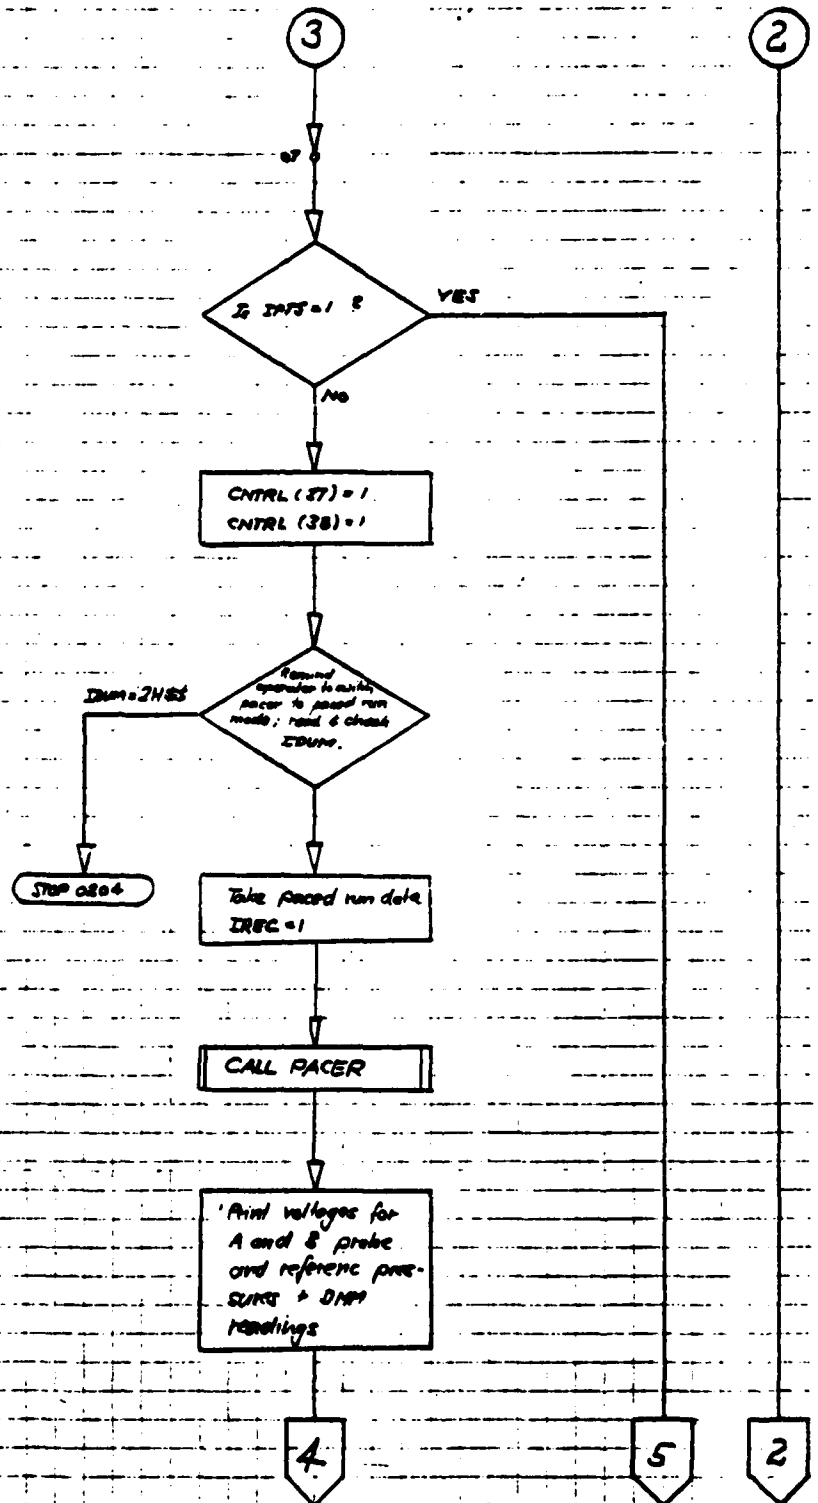 3
2
Is IPTS=1 ?
YES
NO
CNTRL (37) = 1
CNTRL (38) = 1
Remind
operator to switch
pacer to paced run
mode; read & check
IDUM.
IDUM=2H$$
STOP 0204
Take paced run data
IREC =1
CALL PACER
Print voltages for
A and B probe
and referenc pres-
sures + DMM
readings
4
5
2